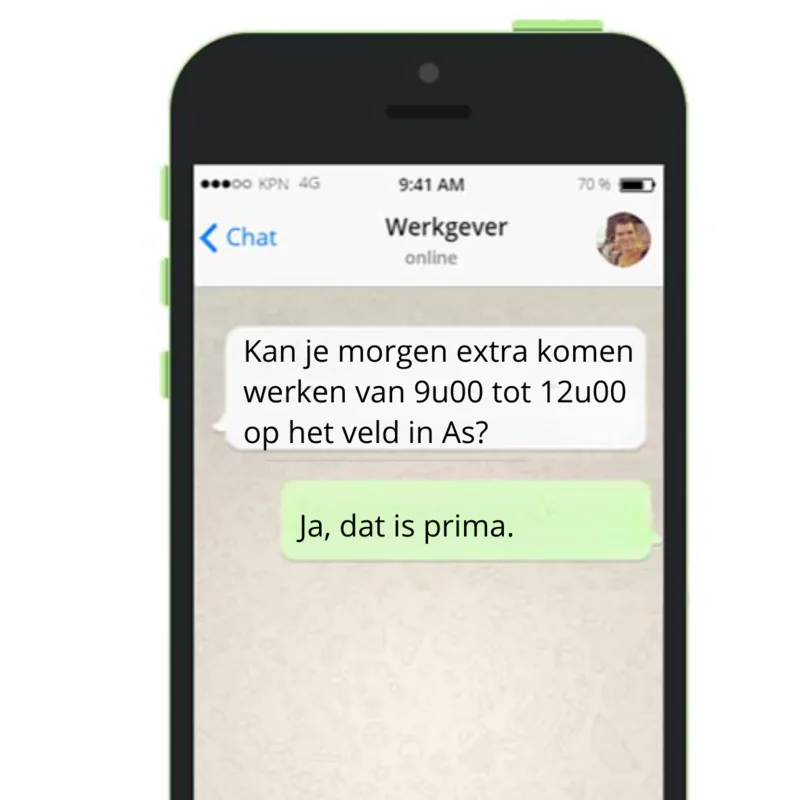 KPN 4G 9:41 AM 70 %
Chat
Werkgever
online
Kan je morgen extra komen
werken van 9u00 tot 12u00
op het veld in As?
Ja, dat is prima.